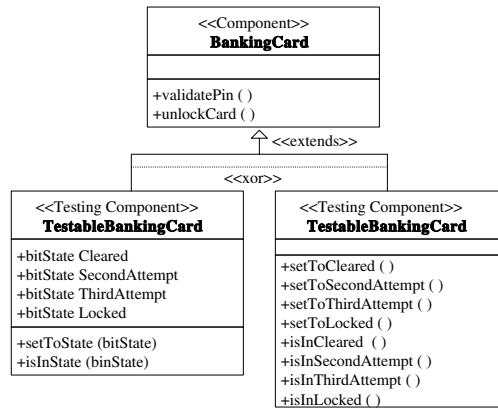 <<Component>>
BankingCard
+validatePin ( )
+unlockCard ( )
<<extends>>
<<xor>>
<<Testing Component>>
TestableBankingCard
+bitState Cleared
+bitState SecondAttempt
+bitState ThirdAttempt
+bitState Locked
+setToState (bitState)
+isInState (binState)
<<Testing Component>>
TestableBankingCard
+setToCleared ( )
+setToSecondAttempt ( )
+setToThirdAttempt ( )
+setToLocked ( )
+isInCleared ( )
+isInSecondAttempt ( )
+isInThirdAttempt ( )
+isInLocked ( )